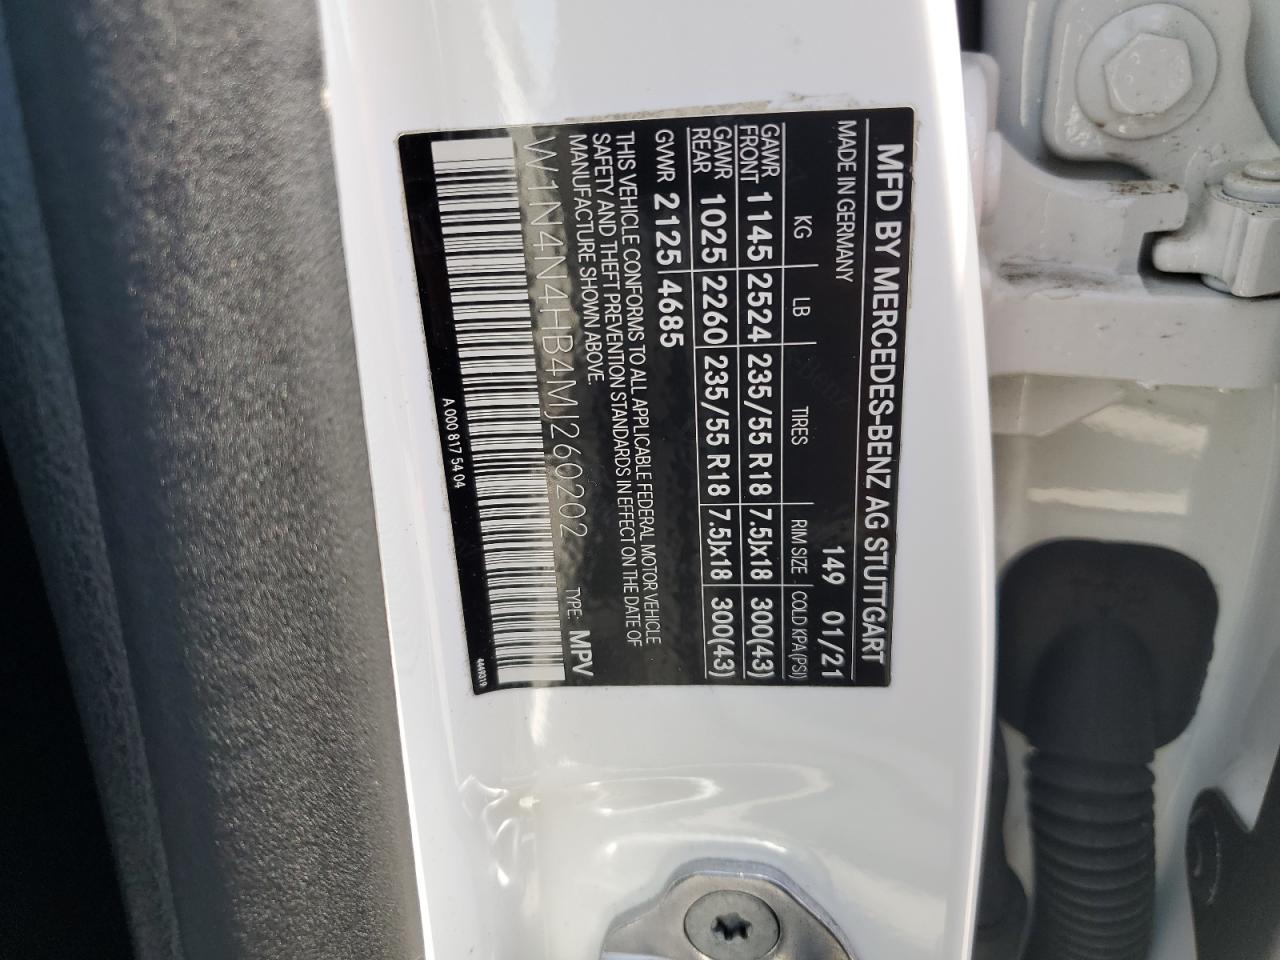 MFD BY MERCEDES-BENZ AG STUTTGART
MADE IN GERMANY 149 01/21
KG LB TIRES RIM SIZE COLD KPA (PSI)
GAWR FRONT 1145 2524 235/55 R18 7.5Jx18 300(43)
GAWR REAR 1025 2260 235/55 R18 7.5Jx18 300(43)
GVWR 2125 4685
THIS VEHICLE CONFORMS TO ALL APPLICABLE FEDERAL MOTOR VEHICLE
SAFETY AND THEFT PREVENTION STANDARDS IN EFFECT ON THE DATE OF
MANUFACTURE SHOWN ABOVE.
W1N4N4HB4MJ260202 TYPE: MPV
A 000 817 54 04 4449319